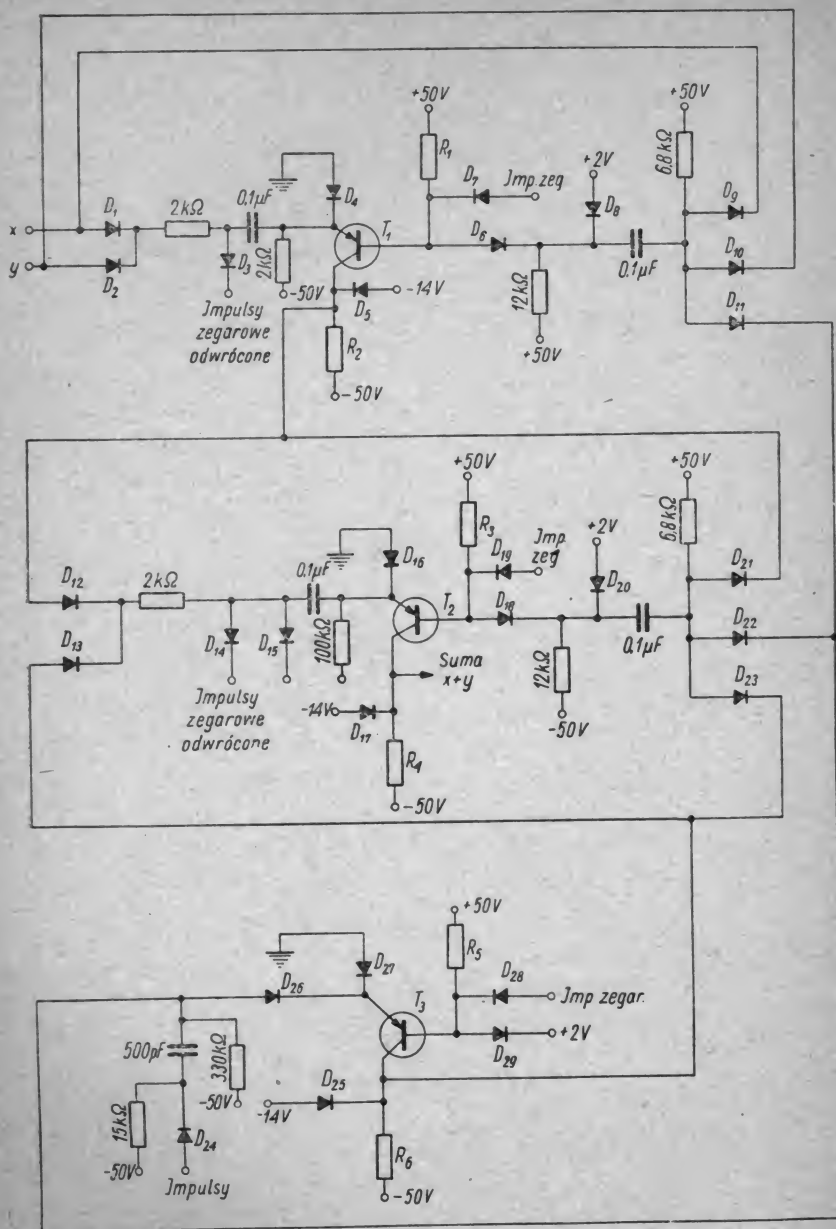 +50V
+50V
R1
6.8kΩ
D7
Jmp. zeg
+2V
D9
0.1μF
D4
D8
x
D1
2kΩ
T1
D6
D10
y
D2
D3
2kΩ
0.1μF
-50V
-14V
12kΩ
D11
Impulsy
zegarowe
odwrócone
D5
R2
+50V
-50V
+50V
+50V
R3
6.8kΩ
Jmp
zeg
+2V
D16
D19
D21
D12
2kΩ
0.1μF
T2
D18
D20
D22
D13
D14
D15
100kΩ
0.1μF
Suma
x+y
12kΩ
D23
Impulsy
zegarowe
odwrócone
-14V
D17
-50V
R4
-50V
+50V
R5
D27
D28
Jmp zegar.
D26
T3
+2V
D29
500pF
330kΩ
D25
-50V
-14V
15kΩ
D24
R6
-50V
Impulsy
-50V